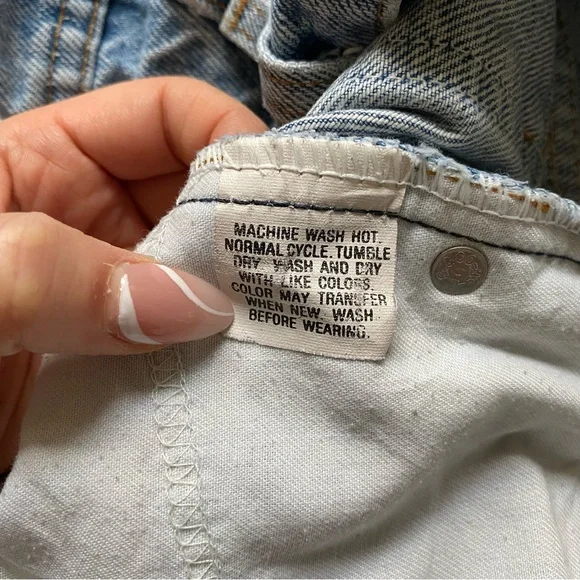 MACHINE WASH HOT.
NORMAL CYCLE. TUMBLE
DRY. WASH AND DRY
WITH LIKE COLORS.
COLOR MAY TRANSFER
WHEN NEW. WASH
BEFORE WEARING.